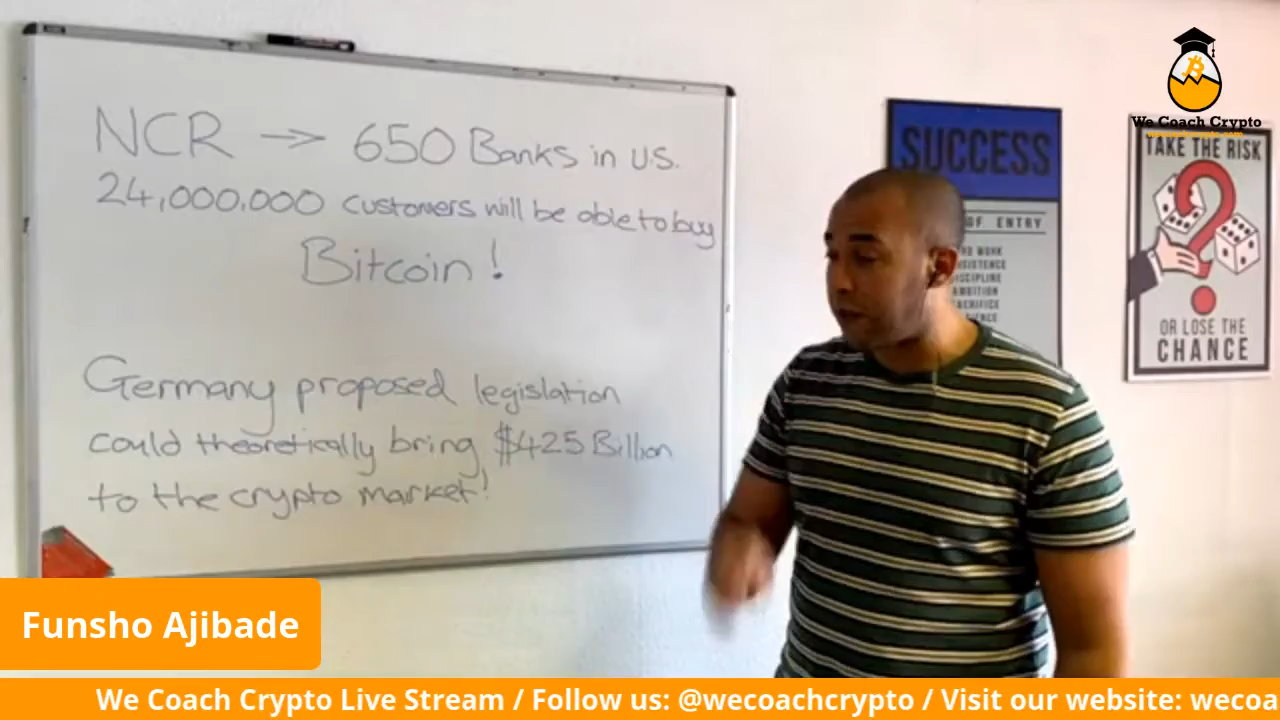 NCR → 650 Banks in U.S.
24,000.000 customers will be able to buy
Bitcoin!
Germany proposed legislation
could theoretically bring $425 Billion
to the crypto market!
SUCCESS
OF ENTRY
We Coach Crypto
TAKE THE RISK
OR LOSE THE
CHANCE
Funsho Ajibade
We Coach Crypto Live Stream / Follow us: @wecoachcrypto / Visit our website: wecoa